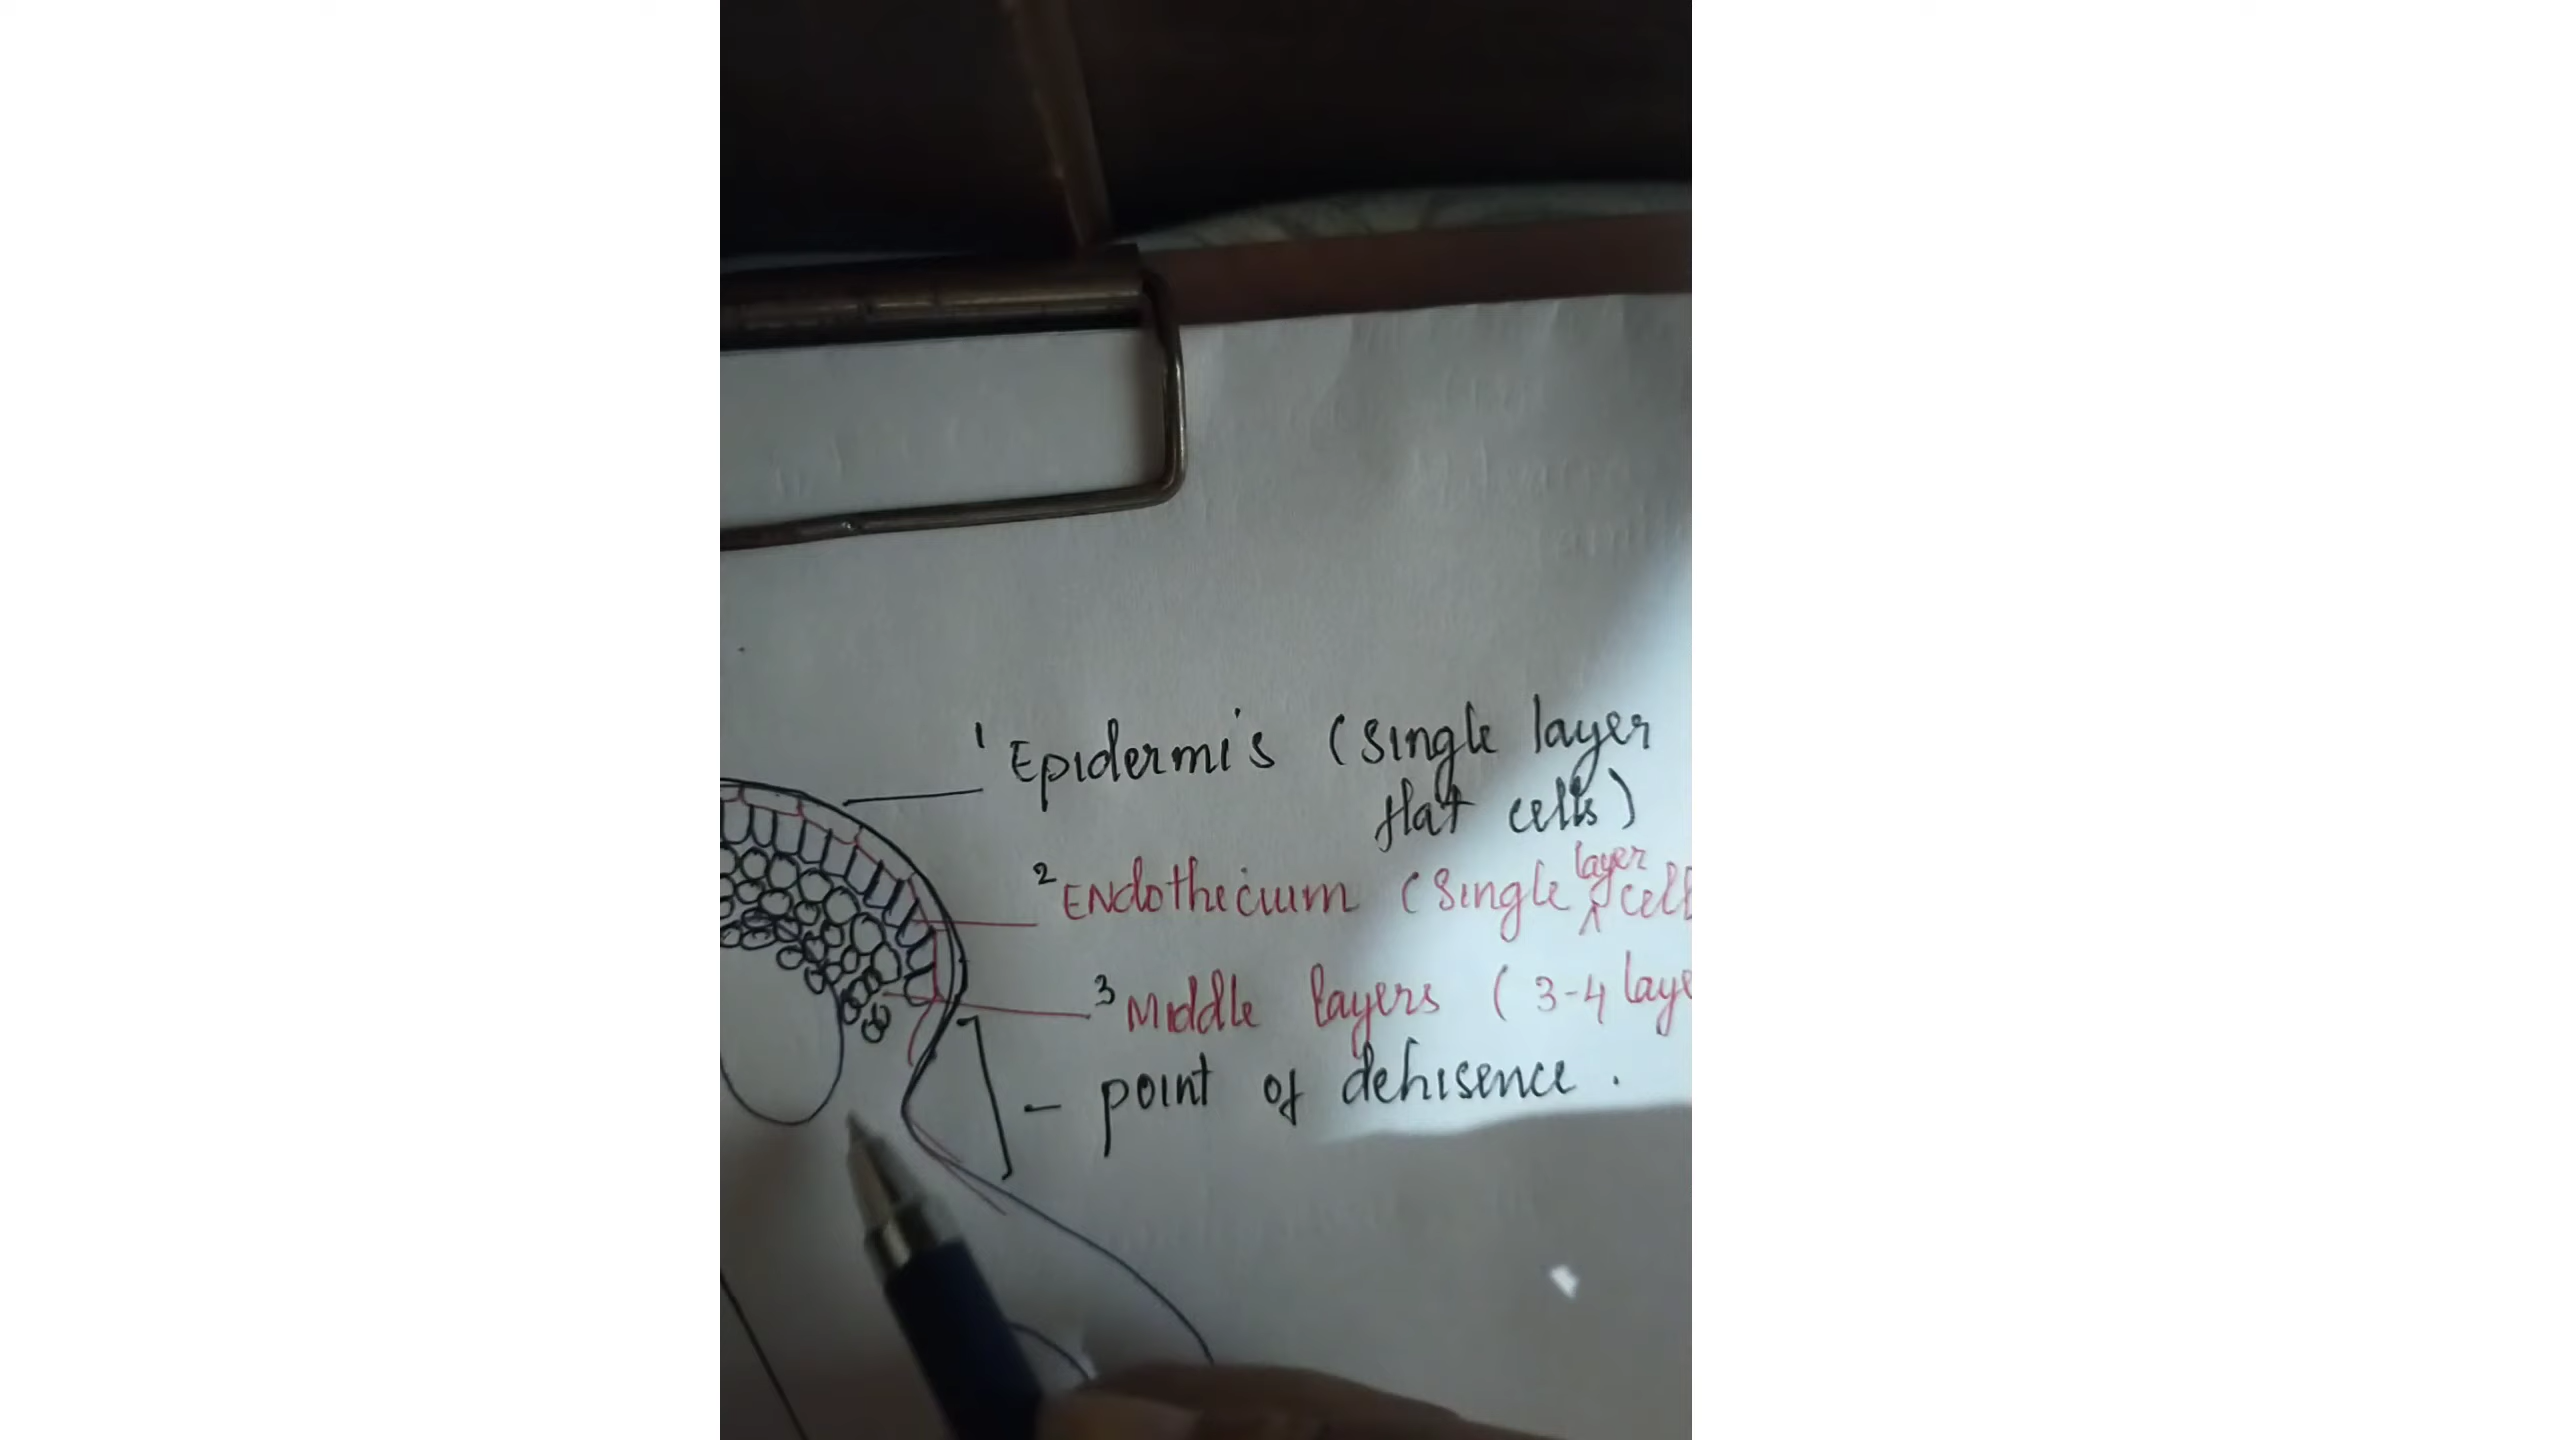 1 Epidermis (single layer
flat cells)
2 Endothecium (single layer cell
3 Middle layers (3-4 laye
- point of dehisence.